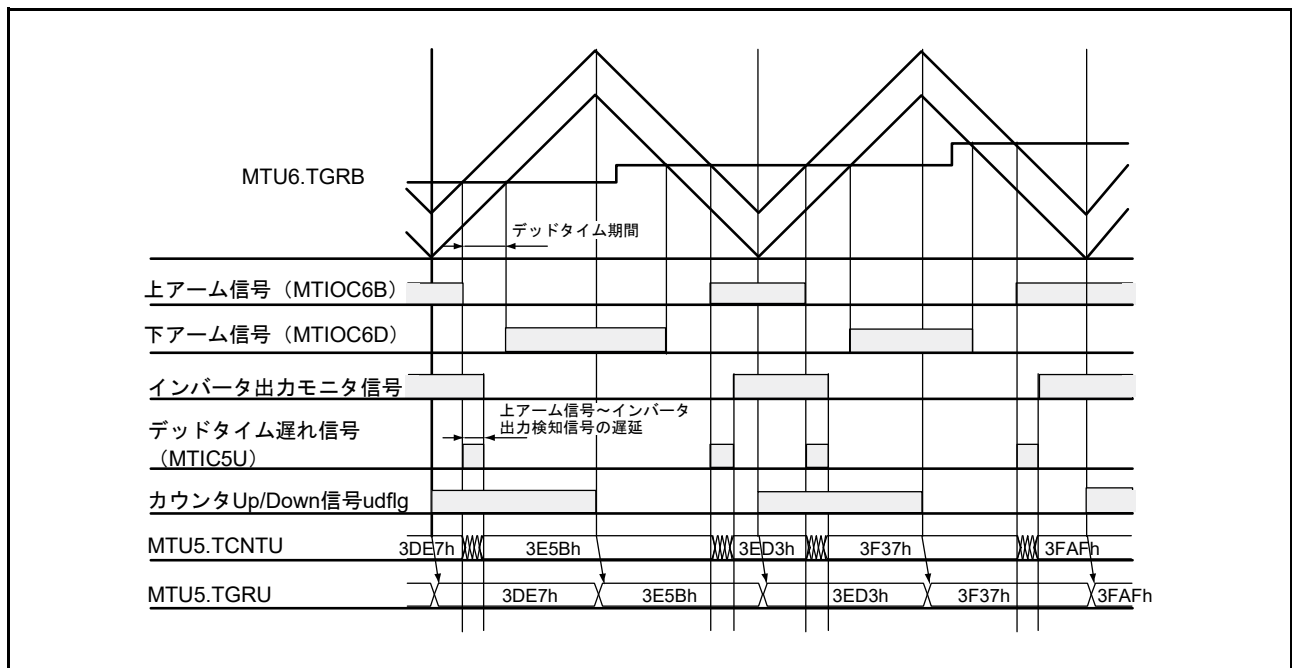 MTU6.TGRB
デッドタイム期間
上アーム信号（MTIOC6B）
下アーム信号（MTIOC6D）
インバータ出力モニタ信号
上アーム信号～インバータ
出力検知信号の遅延
デッドタイム遅れ信号
（MTIC5U）
カウンタUp/Down信号udflg
MTU5.TCNTU 3DE7h 3E5Bh 3ED3h 3F37h 3FAFh
MTU5.TGRU 3DE7h 3E5Bh 3ED3h 3F37h 3FAFh